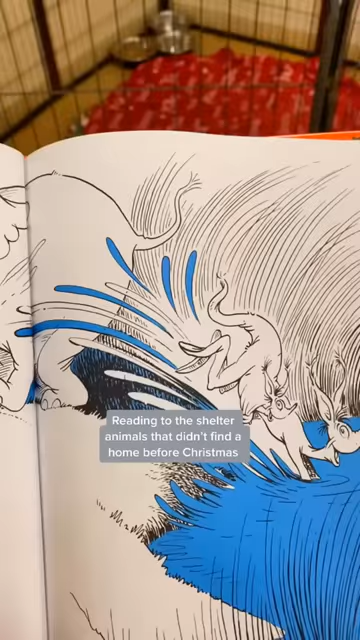 Reading to the shelter
animals that didn't find a
home before Christmas